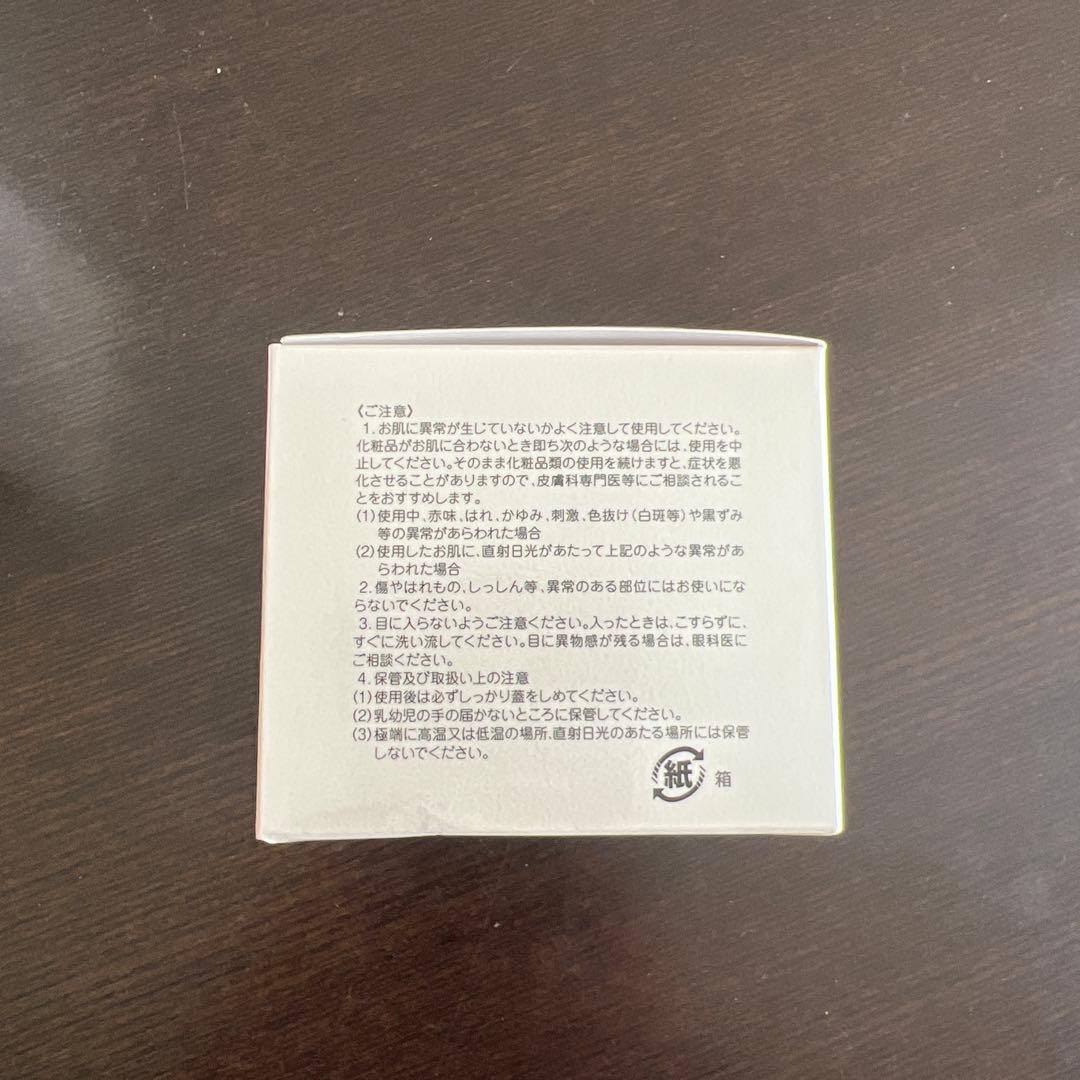 〈ご注意〉
1．お肌に異常が生じていないかよく注意して使用してください。
化粧品がお肌に合わないとき即ち次のような場合には、使用を中
止してください。そのまま化粧品類の使用を続けますと、症状を悪
化させることがありますので、皮膚科専門医等にご相談されるこ
とをおすすめします。
(1)使用中、赤味、はれ、かゆみ、刺激、色抜け(白斑等)や黒ずみ
等の異常があらわれた場合
(2)使用したお肌に、直射日光があたって上記のような異常があ
らわれた場合
2．傷やはれもの、しっしん等、異常のある部位にはお使いにな
らないでください。
3．目に入らないようご注意ください。入ったときは、こすらずに、
すぐに洗い流してください。目に異物感が残る場合は、眼科医に
ご相談ください。
4．保管及び取扱い上の注意
(1)使用後は必ずしっかり蓋をしめてください。
(2)乳幼児の手の届かないところに保管してください。
(3)極端に高温又は低温の場所、直射日光のあたる場所には保管
しないでください。
紙 箱